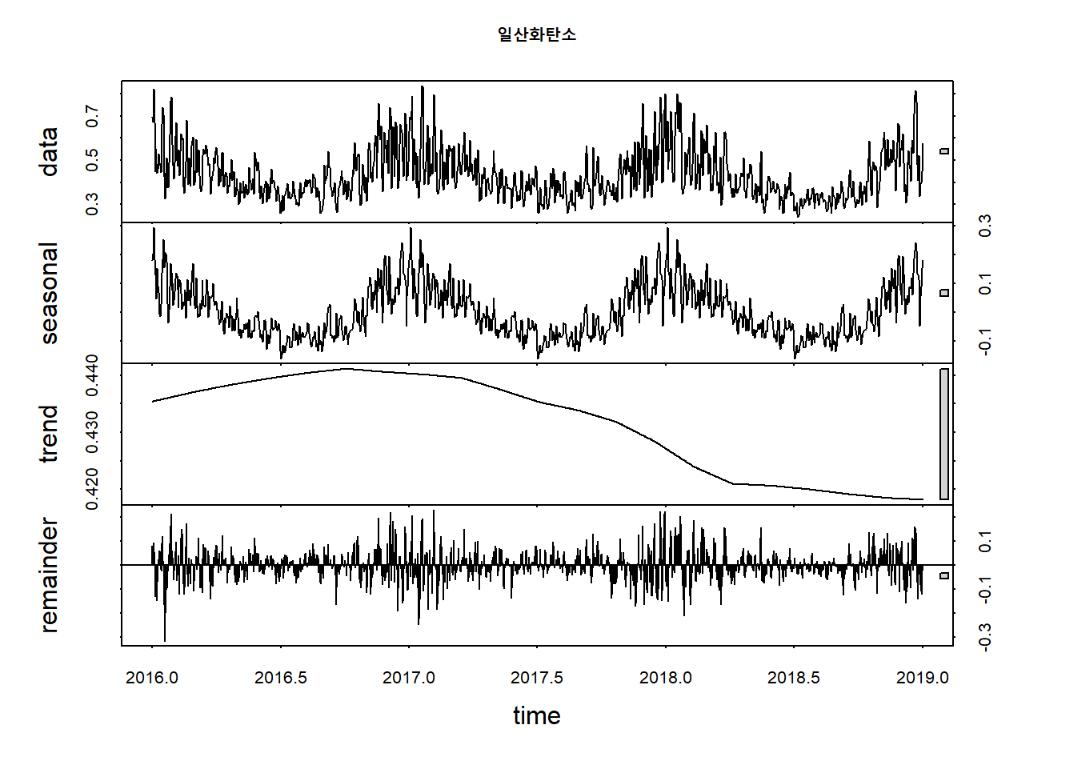 일산화탄소
data
0.3 0.5 0.7
seasonal
-0.1 0.1 0.3
trend
0.420 0.430 0.440
remainder
-0.3 -0.1 0.1
2016.0 2016.5 2017.0 2017.5 2018.0 2018.5 2019.0
time